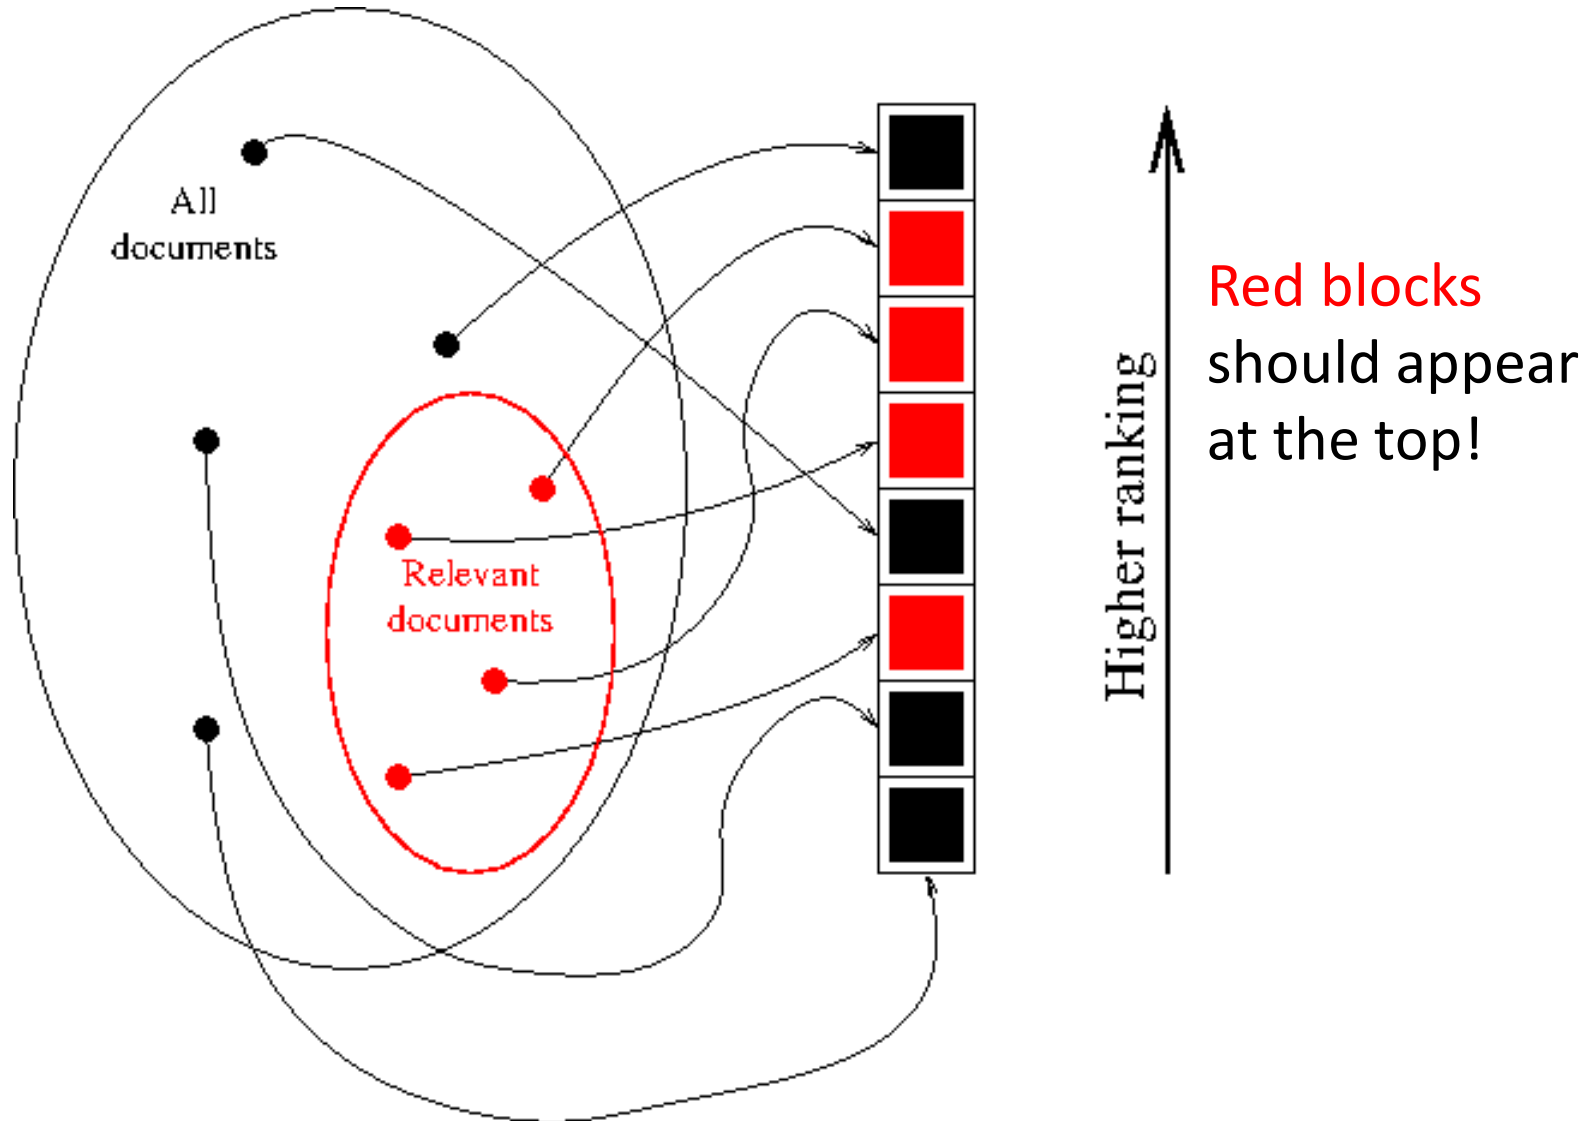 All
documents
Relevant
documents
Higher ranking
Red blocks
should appear
at the top!